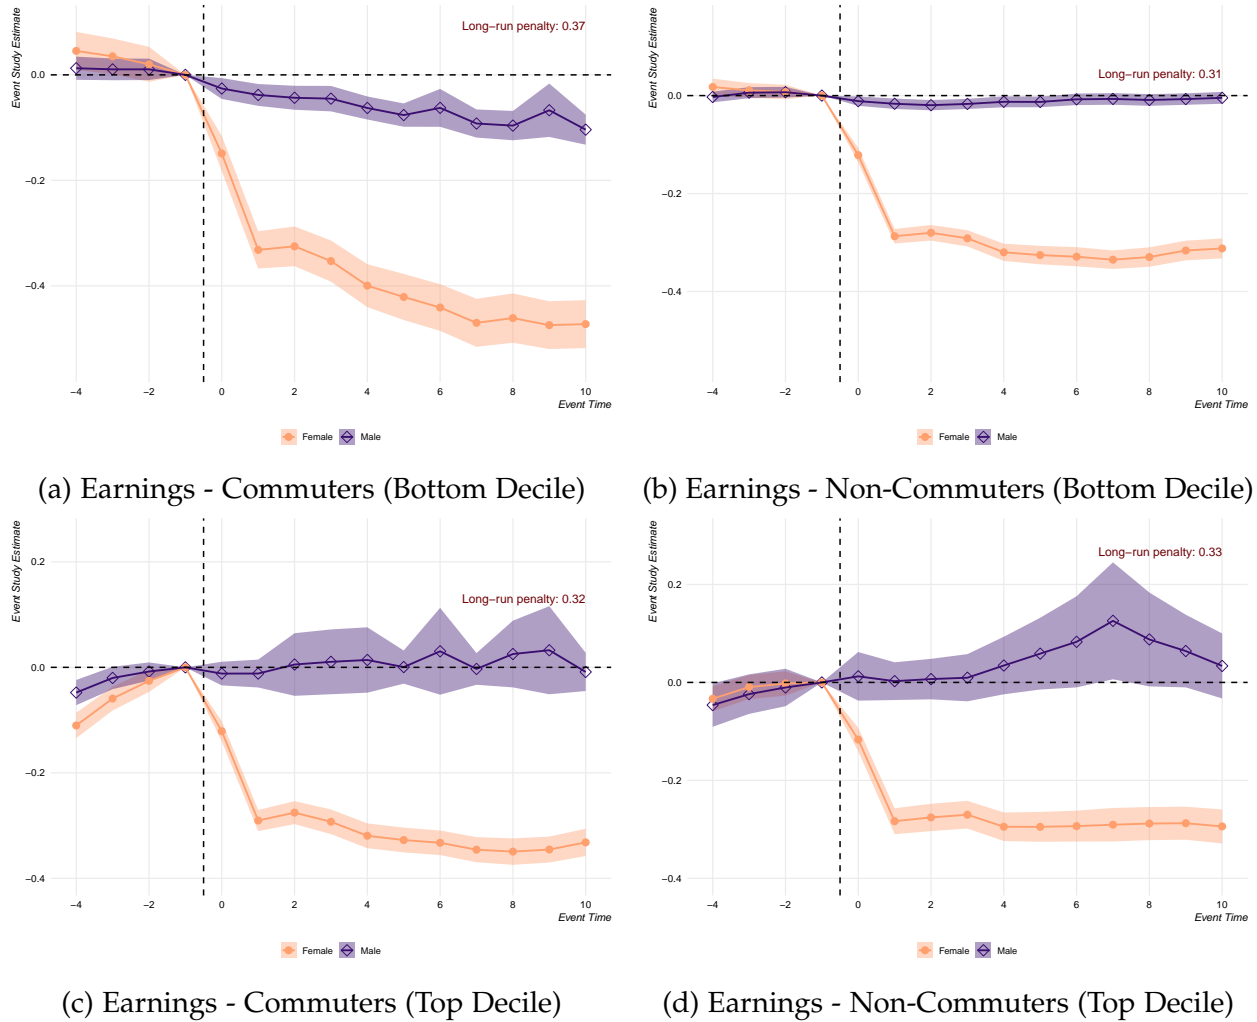 Event Study Estimate
Long−run penalty: 0.37
0.0
−0.2
−0.4
−4 −2 0 2 4 6 8 10
Event Time
Female Male
(a) Earnings - Commuters (Bottom Decile)
Event Study Estimate
Long−run penalty: 0.31
0.0
−0.2
−0.4
−4 −2 0 2 4 6 8 10
Event Time
Female Male
(b) Earnings - Non-Commuters (Bottom Decile)
Event Study Estimate
0.2
Long−run penalty: 0.32
0.0
−0.2
−0.4
−4 −2 0 2 4 6 8 10
Event Time
Female Male
(c) Earnings - Commuters (Top Decile)
Event Study Estimate
Long−run penalty: 0.33
0.2
0.0
−0.2
−0.4
−4 −2 0 2 4 6 8 10
Event Time
Female Male
(d) Earnings - Non-Commuters (Top Decile)